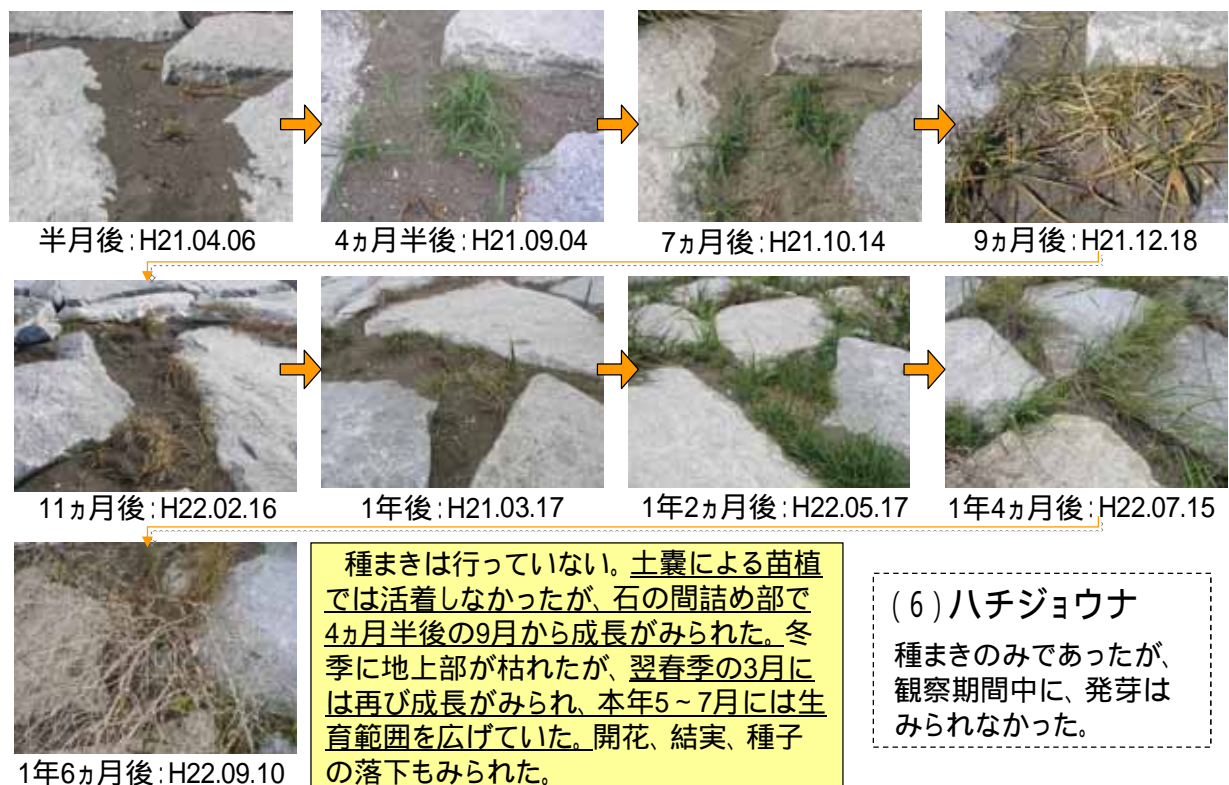 半月後:H21.04.06
4ヵ月半後:H21.09.04
7ヵ月後:H21.10.14
9ヵ月後:H21.12.18
11ヵ月後:H22.02.16
1年後:H21.03.17
1年2ヵ月後:H22.05.17
1年4ヵ月後:H22.07.15
1年6ヵ月後:H22.09.10
種まきは行っていない。土嚢による苗植
では活着しなかったが、石の間詰め部で
4ヵ月半後の9月から成長がみられた。冬
季に地上部が枯れたが、翌春季の3月に
は再び成長がみられ、本年5~7月には生
育範囲を広げていた。開花、結実、種子
の落下もみられた。
(6)ハチジョウナ
種まきのみであったが、
観察期間中に、発芽は
みられなかった。